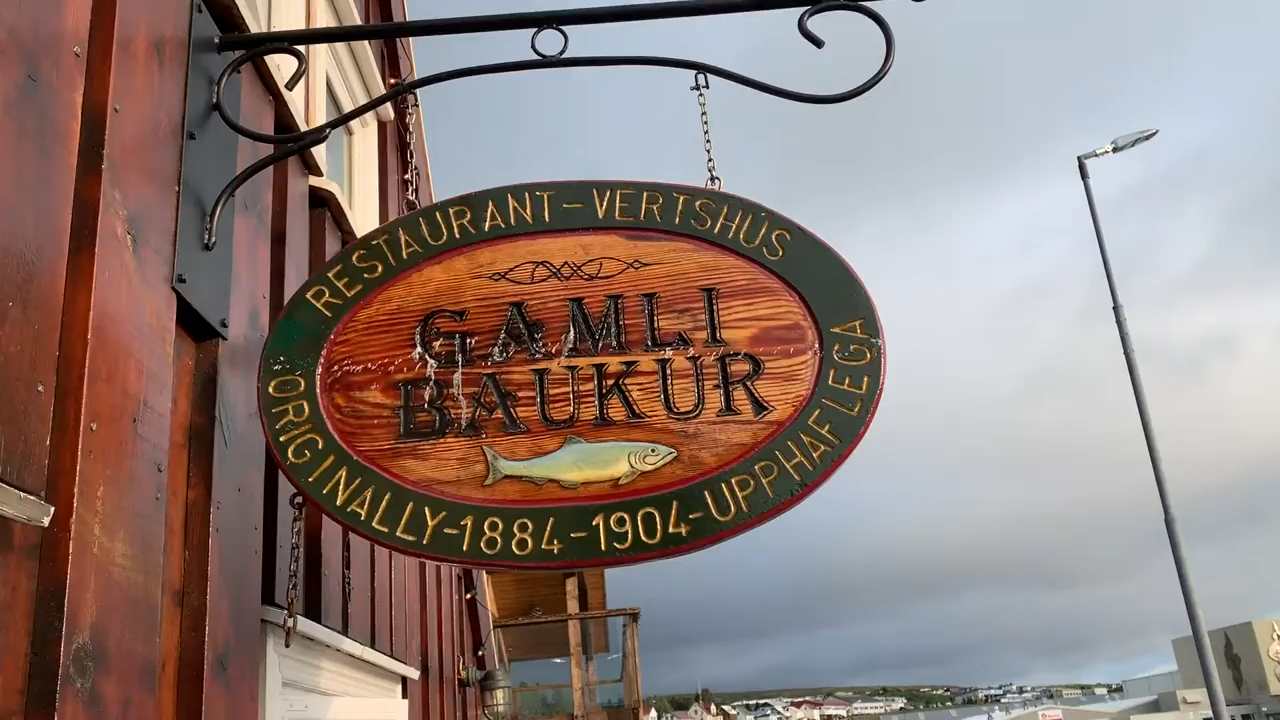 RESTAURANT-VERTSHÚS
GAMLI
BAUKUR
ORIGINALLY-1884-1904-UPPHAFLEGA